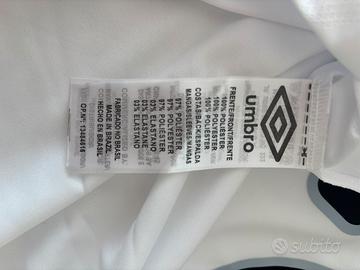 umbro
FRENTE/FRONT/FRENTE
100% POLIÉSTER
100% POLYESTER
100% POLIÉSTER
COSTAS/BACK/ESPALDA
MANGAS/SLEEVES/MANGAS
97% POLIÉSTER
97% POLYESTER
97% POLIÉSTER
03% ELASTANO
03% ELASTANE
03% ELASTANO
FABRICADO NO BRASIL
MADE IN BRAZIL
HECHO EN BRASIL
subito